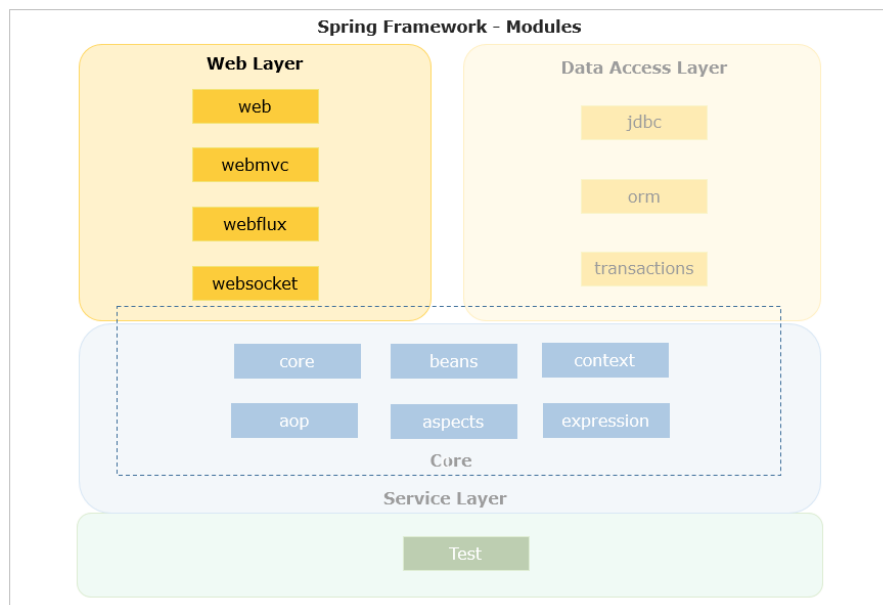 Spring Framework - Modules
Web Layer
web
webmvc
webflux
websocket
Data Access Layer
jdbc
orm
transactions
core
beans
context
aop
aspects
expression
Core
Service Layer
Test